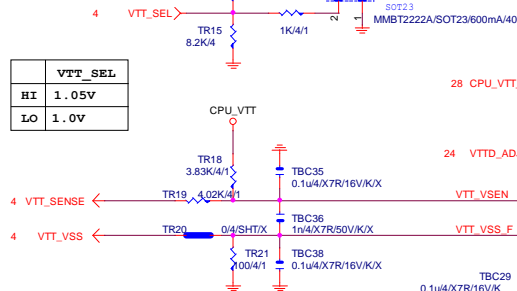 SOT23
4 VTT_SEL
MMBT2222A/SOT23/600mA/40
TR15
8.2K/4
1K/4/1
2
1
VTT_SEL
HI 1.05V
LO 1.0V
28 CPU_VTT
CPU_VTT
24 VTTD_AD
TR18
3.83K/4/1
TBC35
0.1u/4/X7R/16V/K/X
TR19 4.02K/4/1
4 VTT_SENSE
VTT_VSEN
TBC36
1n/4/X7R/50V/K/X
4 VTT_VSS
TR20 0/4/SHT/X
VTT_VSS_F
TR21
100/4/1
TBC38
0.1u/4/X7R/16V/K/X
TBC29
0.1u/4/X7R/16V/K